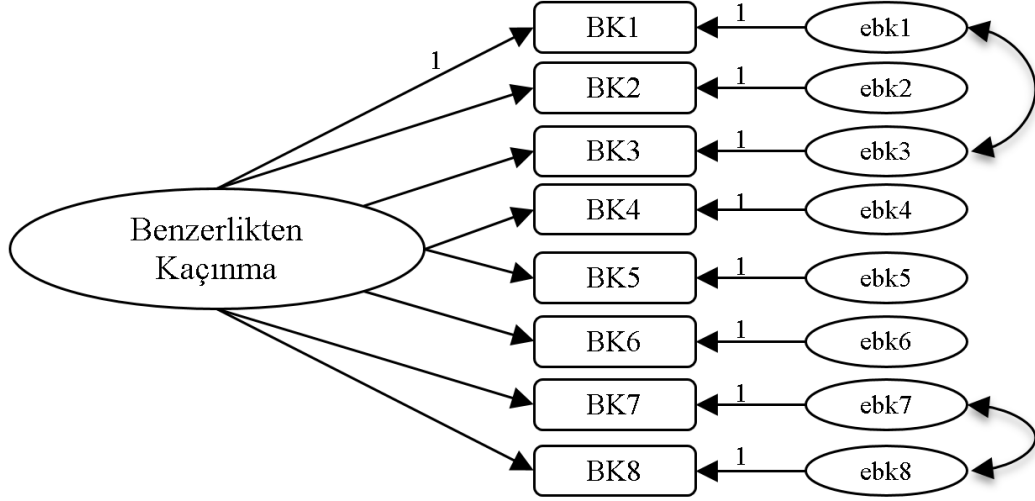 BK1
1
ebk1
1
BK2
1
ebk2
BK3
1
ebk3
BK4
1
ebk4
Benzerlikten
Kaçınma
BK5
1
ebk5
BK6
1
ebk6
BK7
1
ebk7
BK8
1
ebk8